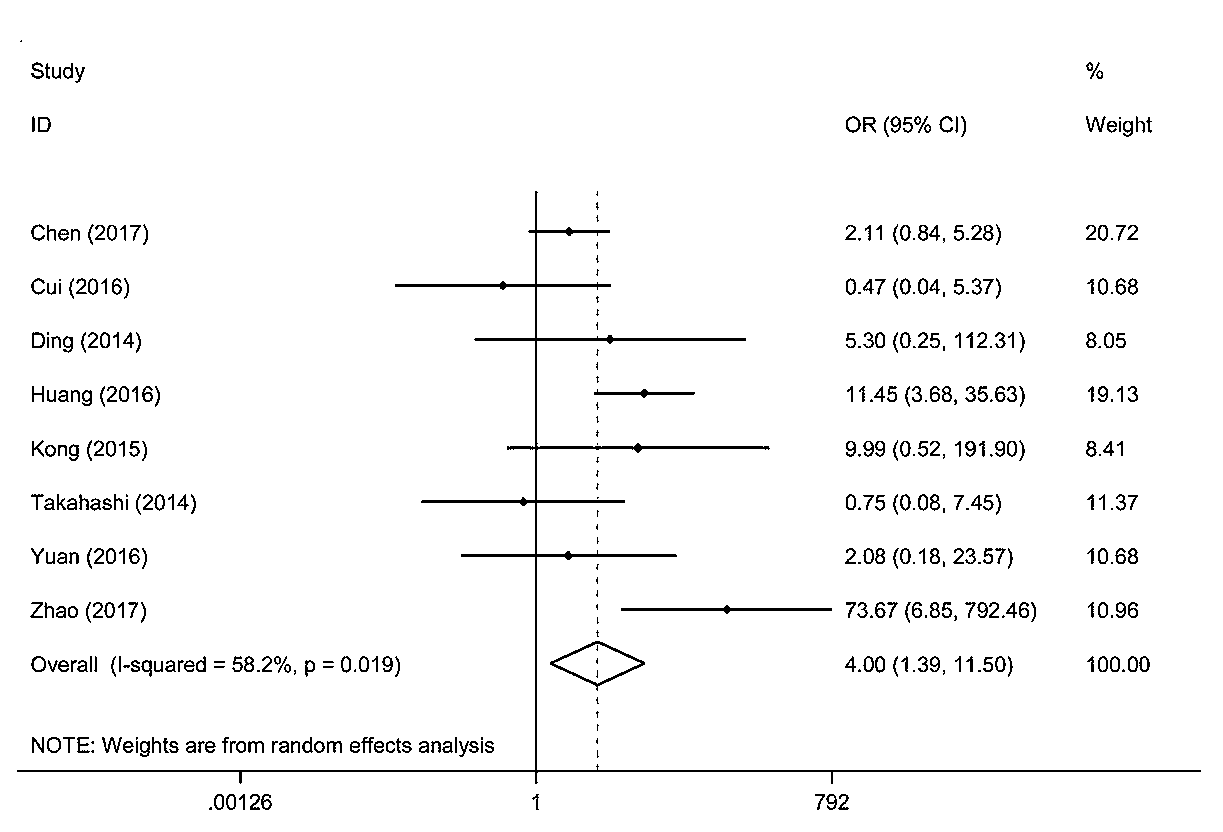 Study %
ID OR (95% CI) Weight
Chen (2017) 2.11 (0.84, 5.28) 20.72
Cui (2016) 0.47 (0.04, 5.37) 10.68
Ding (2014) 5.30 (0.25, 112.31) 8.05
Huang (2016) 11.45 (3.68, 35.63) 19.13
Kong (2015) 9.99 (0.52, 191.90) 8.41
Takahashi (2014) 0.75 (0.08, 7.45) 11.37
Yuan (2016) 2.08 (0.18, 23.57) 10.68
Zhao (2017) 73.67 (6.85, 792.46) 10.96
Overall (I-squared = 58.2%, p = 0.019) 4.00 (1.39, 11.50) 100.00
NOTE: Weights are from random effects analysis
.00126 1 792